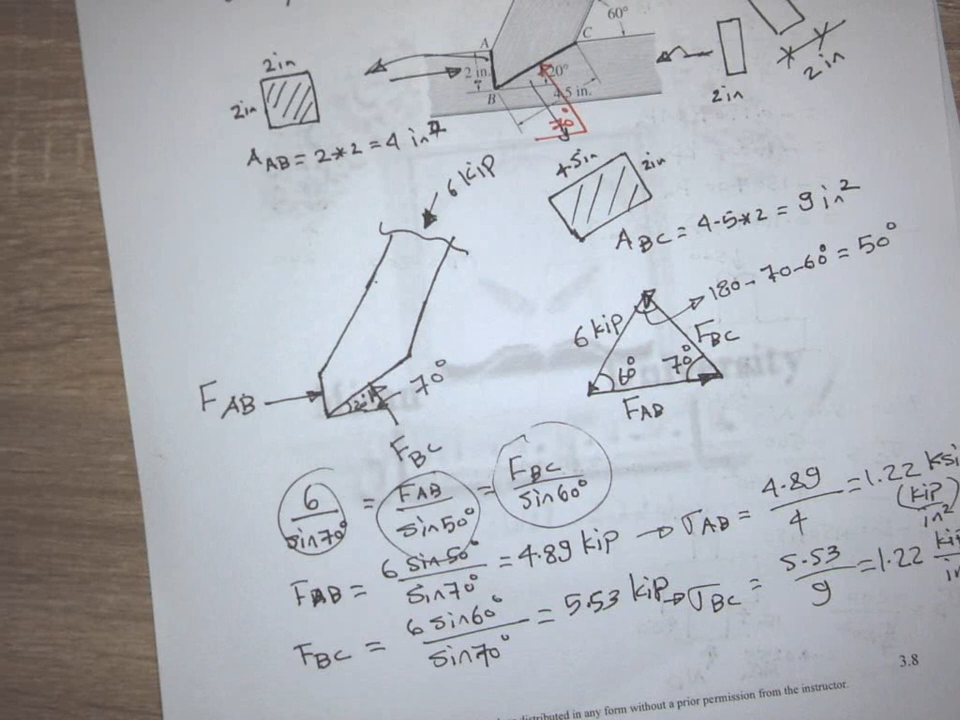 60°
A
C
2in
2 in.
20°
2in
B
4.5 in.
70°
2in
2in
A_AB = 2*2 = 4 in²
6 kip
4.5in
2in
A_BC = 4.5*2 = 9 in²
180-70-60° = 50°
6 kip
F_BC
60°
70°
F_AB
F_AB
70°
F_BC
6/sin70° = F_AB/sin50° = F_BC/sin60°
F_AB = 6 sin50°/sin70° = 4.89 kip → σ_AB = 4.89/4 = 1.22 ksi (kip/in²)
F_BC = 6 sin60°/sin70° = 5.53 kip → σ_BC = 5.53/9 = 1.22 kip/in
3.8
distributed in any form without a prior permission from the instructor.